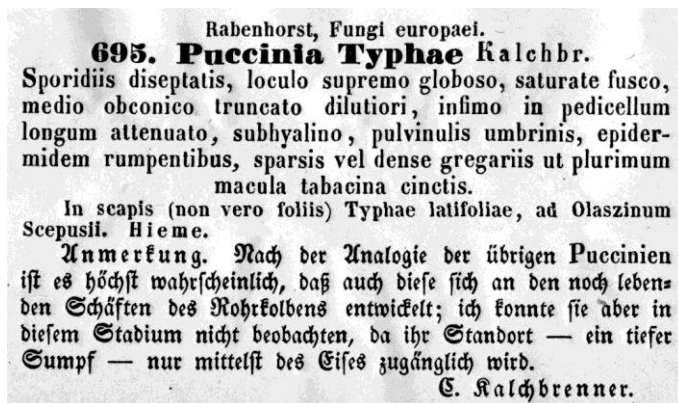 Rabenhorst, Fungi europaei.
695. Puccinia Typhae Kalchbr.
Sporidiis diseptatis, loculo supremo globoso, saturate fusco,
medio obconico truncato dilutiori, infimo in pedicellum
longum attenuato, subhyalino, pulvinulis umbrinis, epider-
midem rumpentibus, sparsis vel dense gregariis ut plurimum
macula tabacina cinctis.
In scapis (non vero foliis) Typhae latifoliae, ad Olaszinum
Scepusii. Hieme.
Anmerkung. Nach der Analogie der übrigen Puccinien
ist es höchst wahrscheinlich, daß auch diese sich an den noch leben-
den Schäften des Rohrkolbens entwickelt; ich konnte sie aber in
diesem Stadium nicht beobachten, da ihr Standort — ein tiefer
Sumpf — nur mittelst des Eises zugänglich wird.
C. Kalchbrenner.